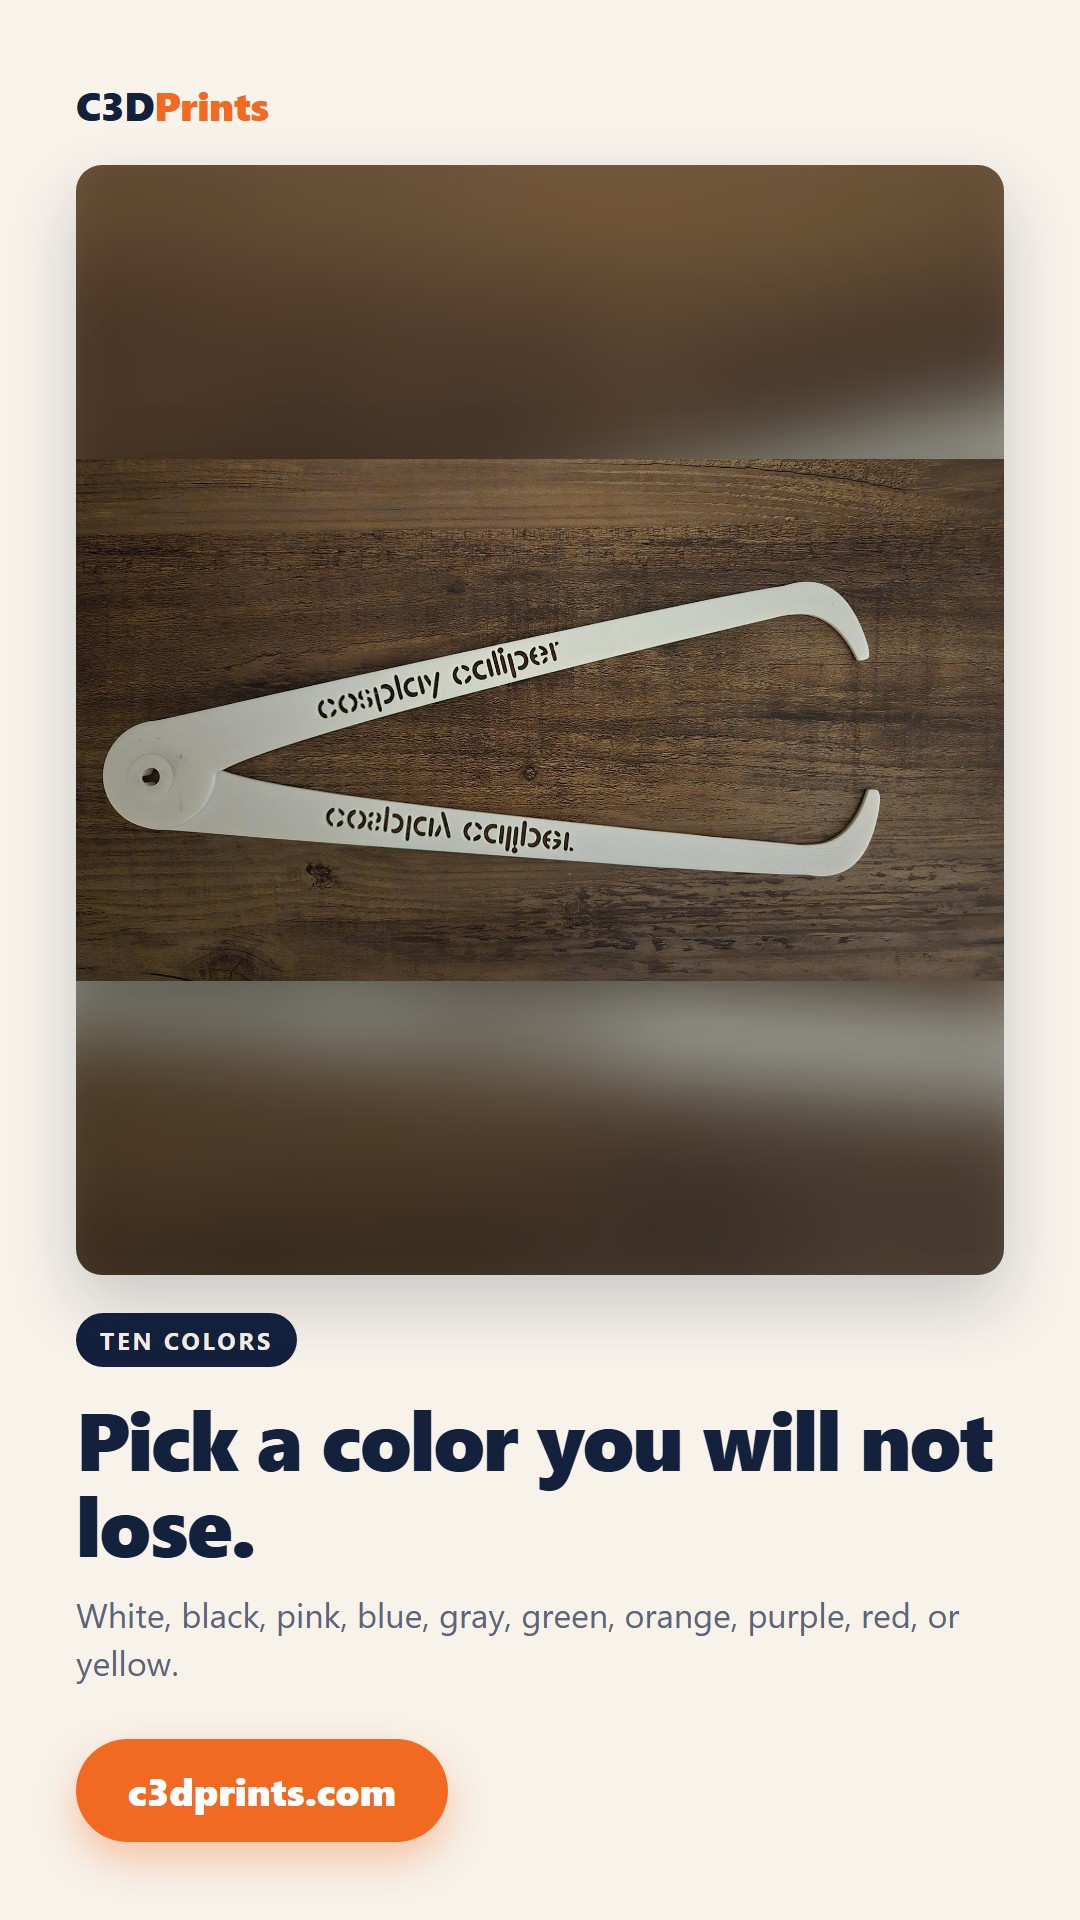 C3DPrints
cosplay caliper
cosplay caliper
TEN COLORS
Pick a color you will not
lose.
White, black, pink, blue, gray, green, orange, purple, red, or
yellow.
c3dprints.com